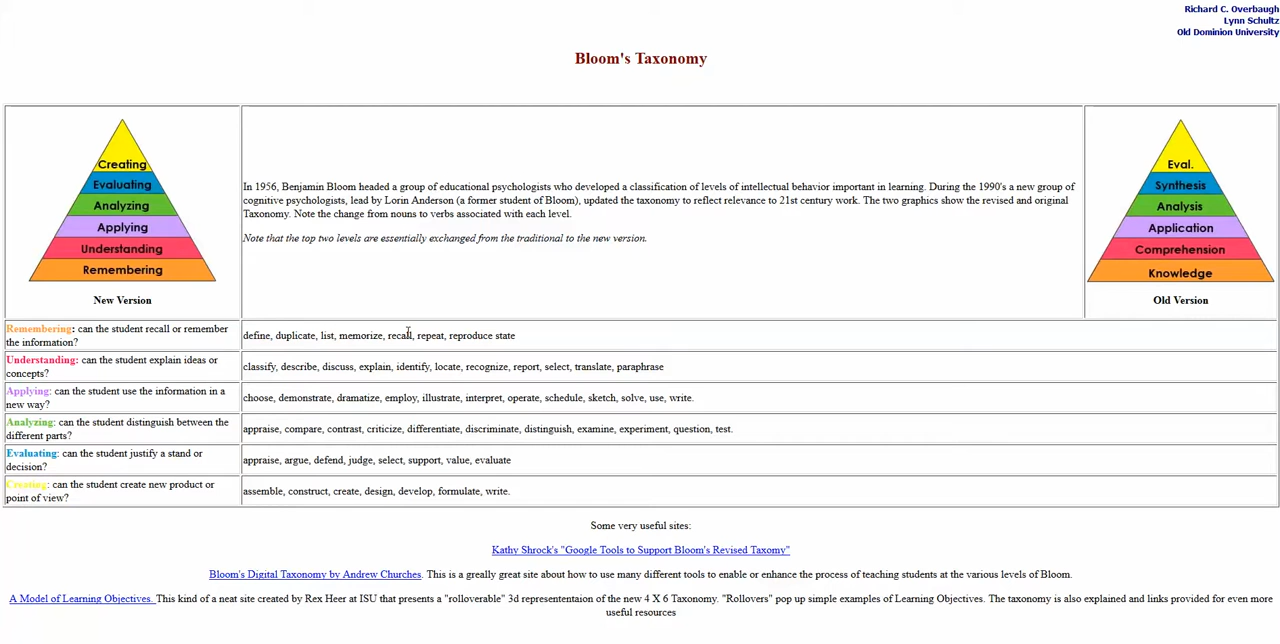 Richard C. Overbaugh
Lynn Schultz
Old Dominion University
Bloom's Taxonomy
Creating
Evaluating
Analyzing
Applying
Understanding
Remembering
New Version
In 1956, Benjamin Bloom headed a group of educational psychologists who developed a classification of levels of intellectual behavior important in learning. During the 1990's a new group of
cognitive psychologists, lead by Lorin Anderson (a former student of Bloom), updated the taxonomy to reflect relevance to 21st century work. The two graphics show the revised and original
Taxonomy. Note the change from nouns to verbs associated with each level.
Note that the top two levels are essentially exchanged from the traditional to the new version.
Eval.
Synthesis
Analysis
Application
Comprehension
Knowledge
Old Version
Remembering: can the student recall or remember
the information?
define, duplicate, list, memorize, recall, repeat, reproduce state
Understanding: can the student explain ideas or
concepts?
classify, describe, discuss, explain, identify, locate, recognize, report, select, translate, paraphrase
Applying: can the student use the information in a
new way?
choose, demonstrate, dramatize, employ, illustrate, interpret, operate, schedule, sketch, solve, use, write.
Analyzing: can the student distinguish between the
different parts?
appraise, compare, contrast, criticize, differentiate, discriminate, distinguish, examine, experiment, question, test.
Evaluating: can the student justify a stand or
decision?
appraise, argue, defend, judge, select, support, value, evaluate
Creating: can the student create new product or
point of view?
assemble, construct, create, design, develop, formulate, write.
Some very useful sites:
Kathy Shrock's "Google Tools to Support Bloom's Revised Taxomy"
Bloom's Digital Taxonomy by Andrew Churches. This is a greally great site about how to use many different tools to enable or enhance the process of teaching students at the various levels of Bloom.
A Model of Learning Objectives. This kind of a neat site created by Rex Heer at ISU that presents a "rolloverable" 3d represententaion of the new 4 X 6 Taxonomy. "Rollovers" pop up simple examples of Learning Objectives. The taxonomy is also explained and links provided for even more
useful resources